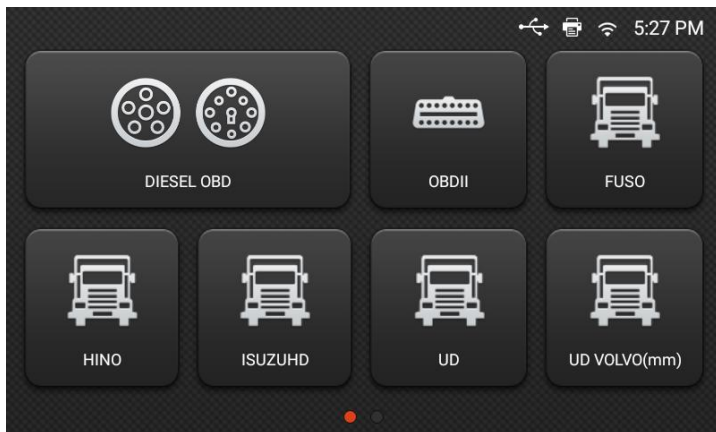 5:27 PM
DIESEL OBD
OBDII
FUSO
HINO
ISUZUHD
UD
UD VOLVO(mm)